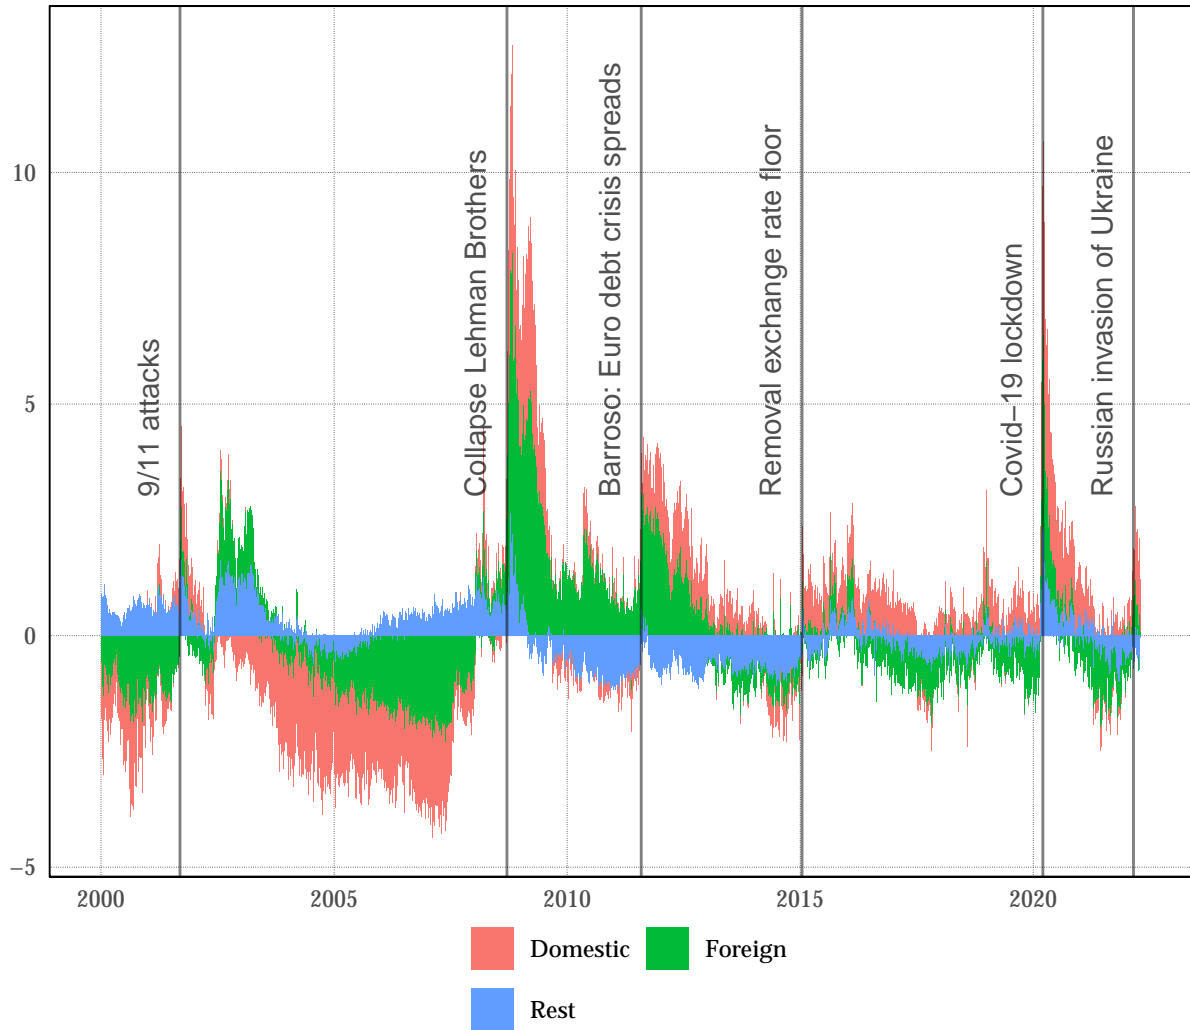 10
5
0
−5
9/11 attacks
Collapse Lehman Brothers
Barroso: Euro debt crisis spreads
Removal exchange rate floor
Covid−19 lockdown
Russian invasion of Ukraine
2000 2005 2010 2015 2020
Domestic Foreign
Rest